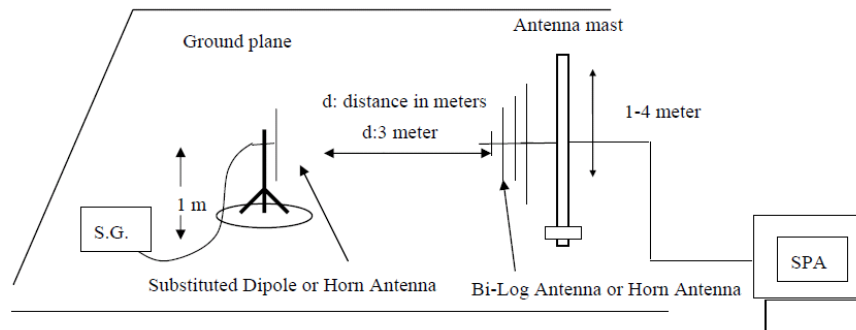 Antenna mast
Ground plane
d: distance in meters
d:3 meter
1-4 meter
1 m
S.G.
SPA
Substituted Dipole or Horn Antenna
Bi-Log Antenna or Horn Antenna